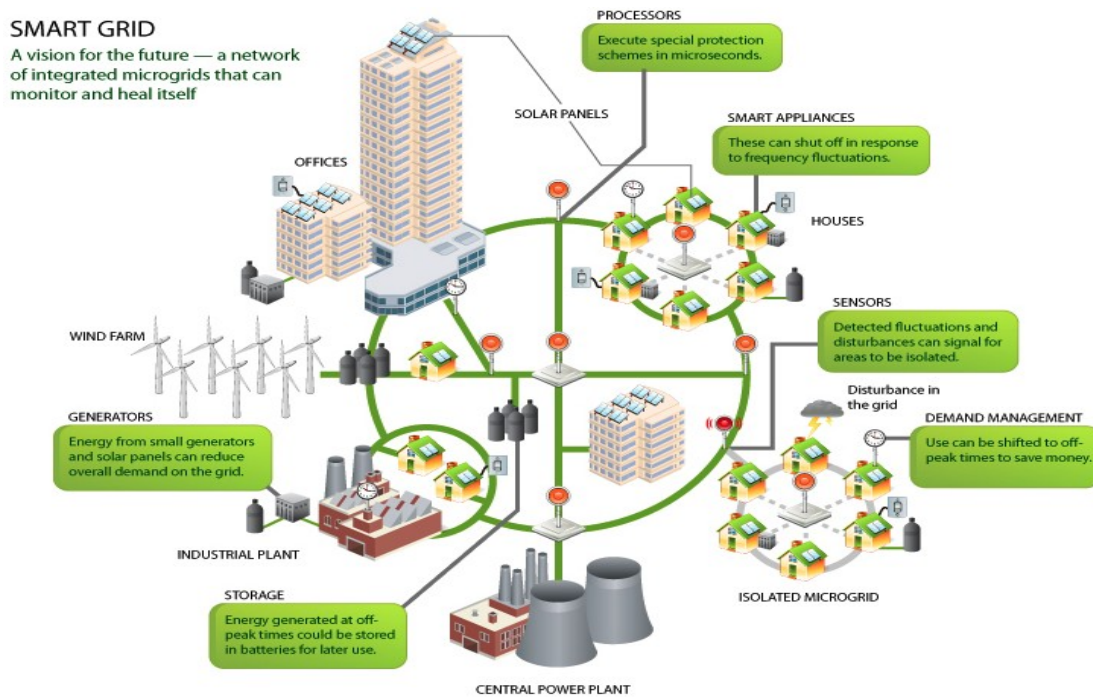 SMART GRID
A vision for the future — a network
of integrated microgrids that can
monitor and heal itself
PROCESSORS
Execute special protection
schemes in microseconds.
SOLAR PANELS
SMART APPLIANCES
These can shut off in response
to frequency fluctuations.
OFFICES
HOUSES
SENSORS
Detected fluctuations and
disturbances can signal for
areas to be isolated.
WIND FARM
Disturbance in
the grid
GENERATORS
Energy from small generators
and solar panels can reduce
overall demand on the grid.
DEMAND MANAGEMENT
Use can be shifted to off-
peak times to save money.
INDUSTRIAL PLANT
ISOLATED MICROGRID
STORAGE
Energy generated at off-
peak times could be stored
in batteries for later use.
CENTRAL POWER PLANT